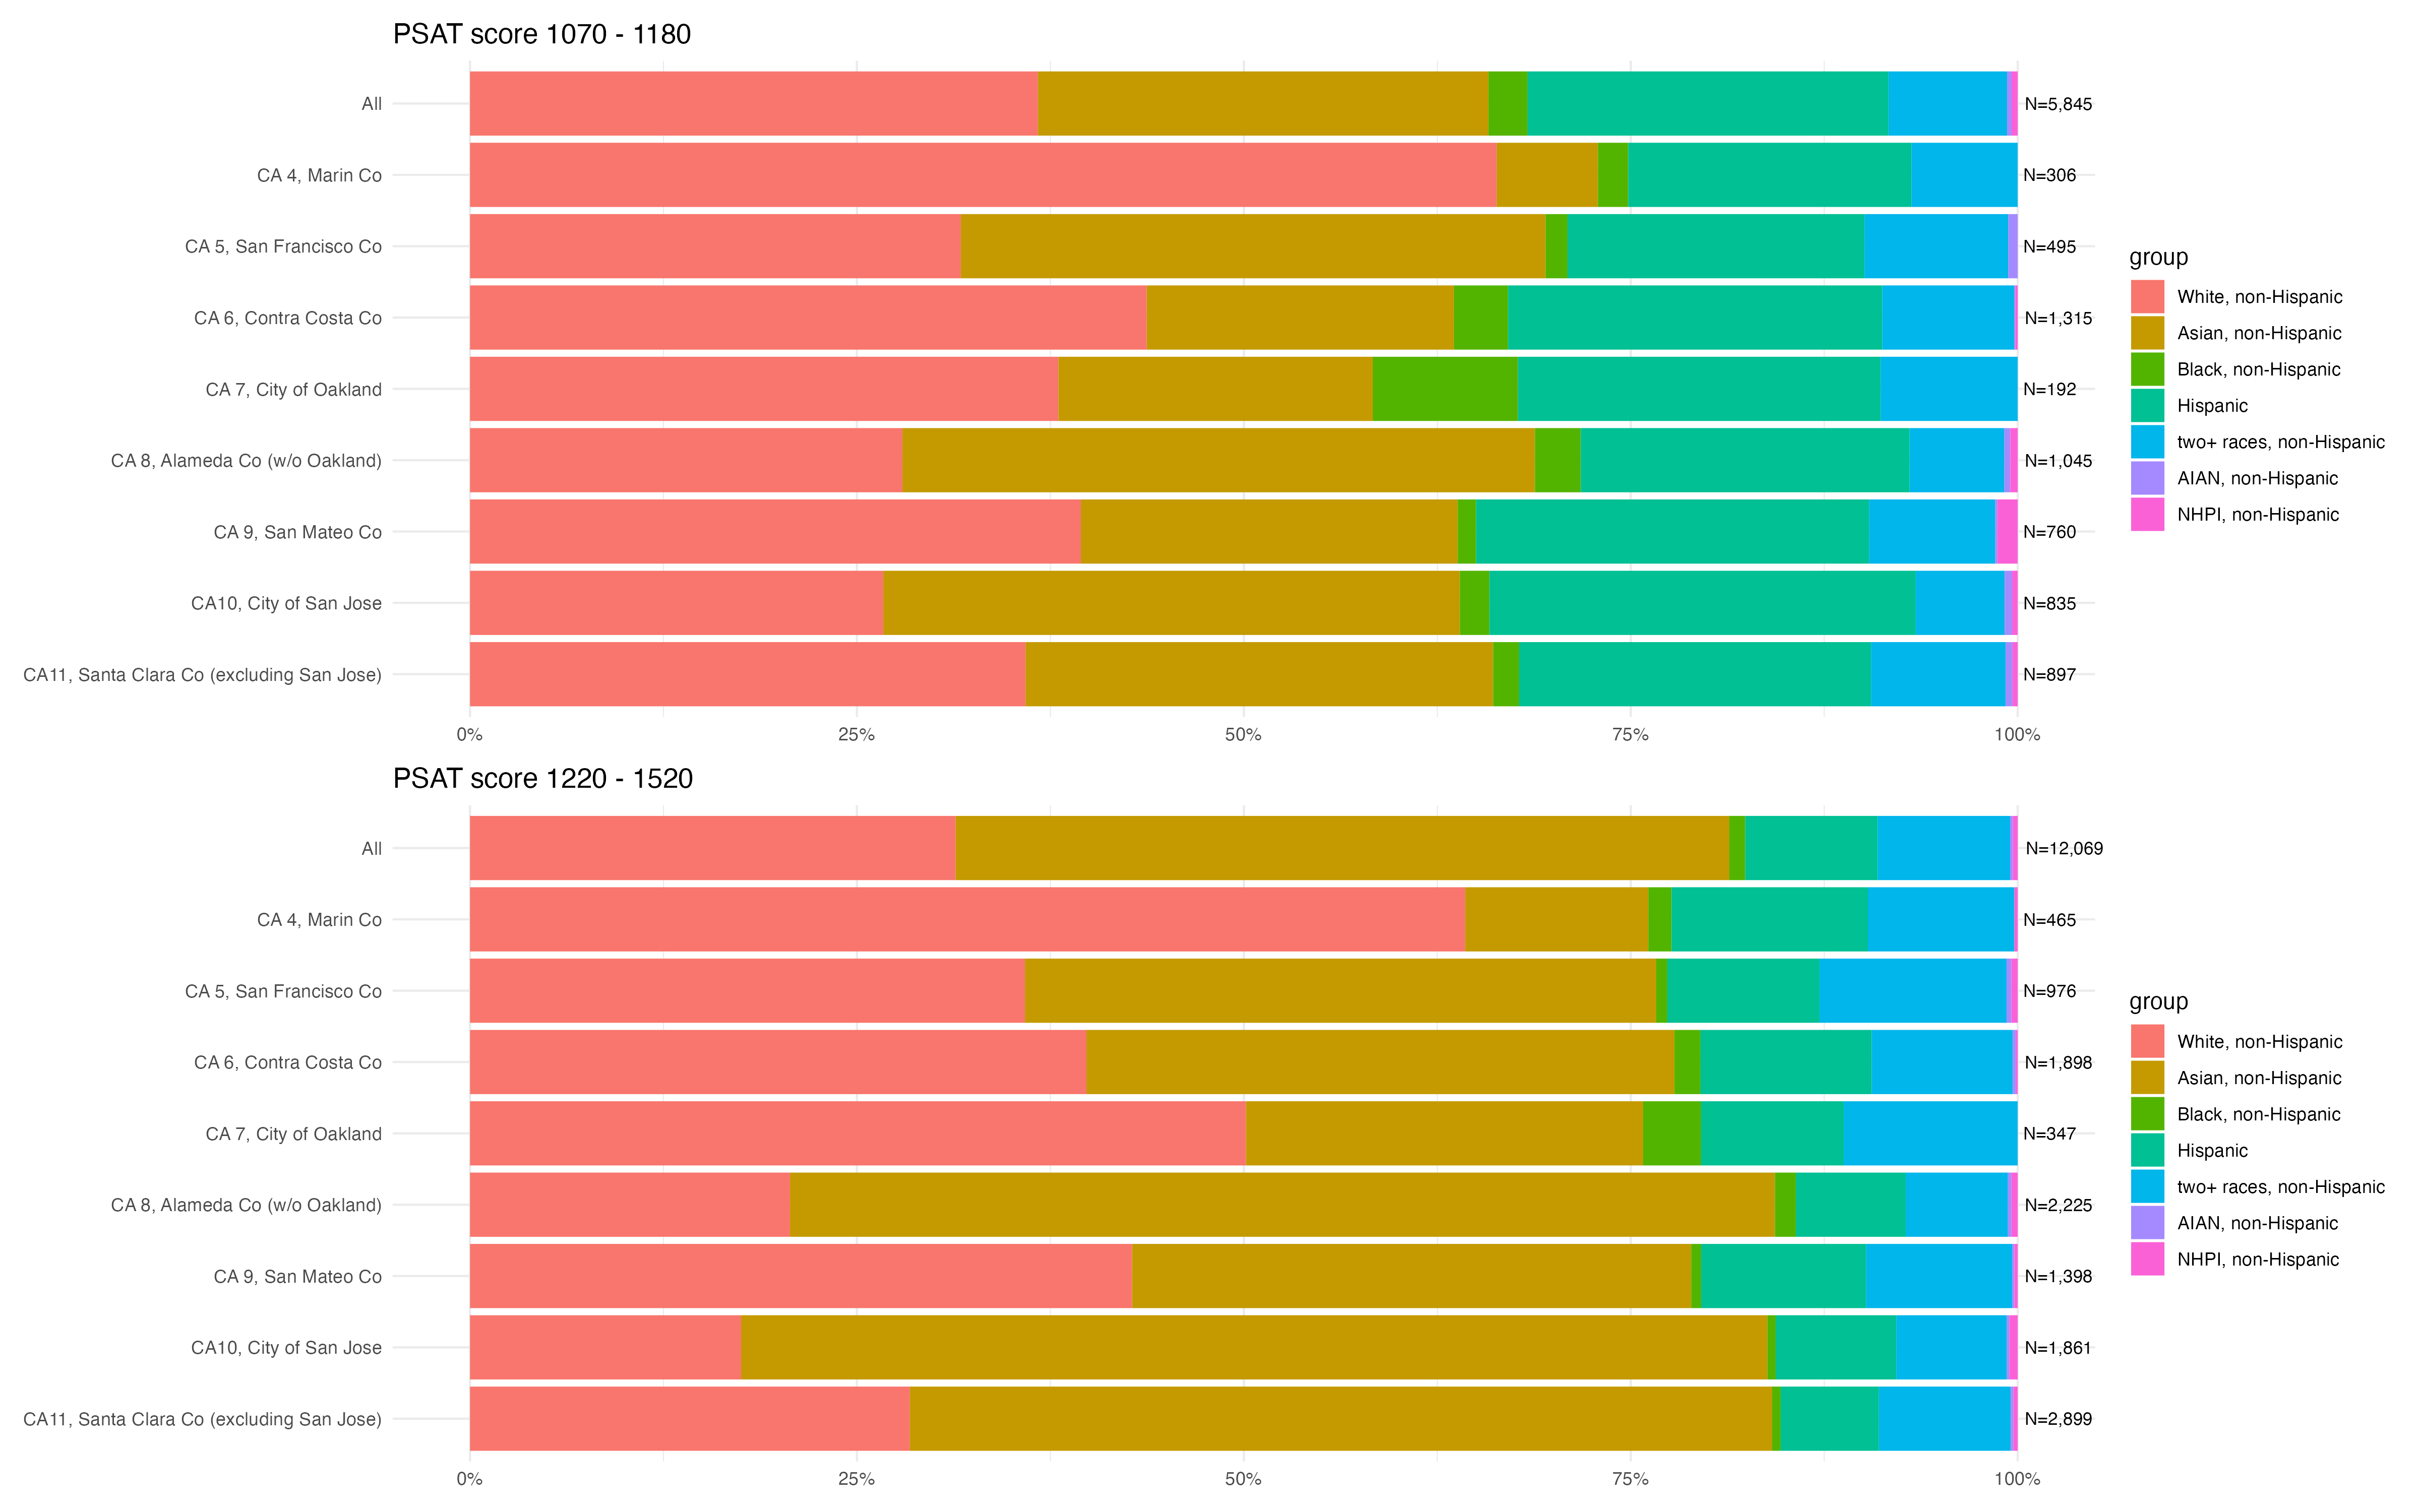 PSAT score 1070 - 1180
All
N=5,845
CA 4, Marin Co
N=306
CA 5, San Francisco Co
N=495
CA 6, Contra Costa Co
N=1,315
CA 7, City of Oakland
N=192
CA 8, Alameda Co (w/o Oakland)
N=1,045
CA 9, San Mateo Co
N=760
CA10, City of San Jose
N=835
CA11, Santa Clara Co (excluding San Jose)
N=897
0% 25% 50% 75% 100%
group
White, non-Hispanic
Asian, non-Hispanic
Black, non-Hispanic
Hispanic
two+ races, non-Hispanic
AIAN, non-Hispanic
NHPI, non-Hispanic
PSAT score 1220 - 1520
All
N=12,069
CA 4, Marin Co
N=465
CA 5, San Francisco Co
N=976
CA 6, Contra Costa Co
N=1,898
CA 7, City of Oakland
N=347
CA 8, Alameda Co (w/o Oakland)
N=2,225
CA 9, San Mateo Co
N=1,398
CA10, City of San Jose
N=1,861
CA11, Santa Clara Co (excluding San Jose)
N=2,899
0% 25% 50% 75% 100%
group
White, non-Hispanic
Asian, non-Hispanic
Black, non-Hispanic
Hispanic
two+ races, non-Hispanic
AIAN, non-Hispanic
NHPI, non-Hispanic